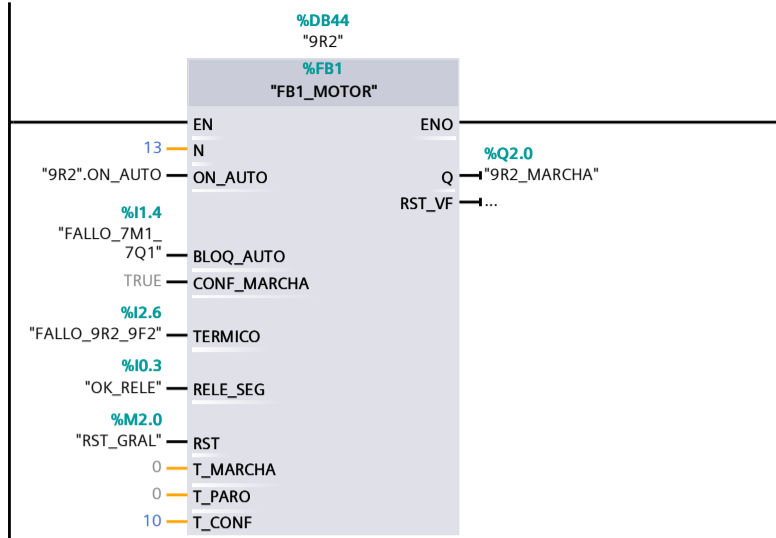 %DB44
"9R2"
%FB1
"FB1_MOTOR"
EN ENO
13 N
%Q2.0
"9R2".ON_AUTO ON_AUTO Q "9R2_MARCHA"
RST_VF ...
%I1.4
"FALLO_7M1_
7Q1" BLOQ_AUTO
TRUE CONF_MARCHA
%I2.6
"FALLO_9R2_9F2" TERMICO
%I0.3
"OK_RELE" RELE_SEG
%M2.0
"RST_GRAL" RST
0 T_MARCHA
0 T_PARO
10 T_CONF